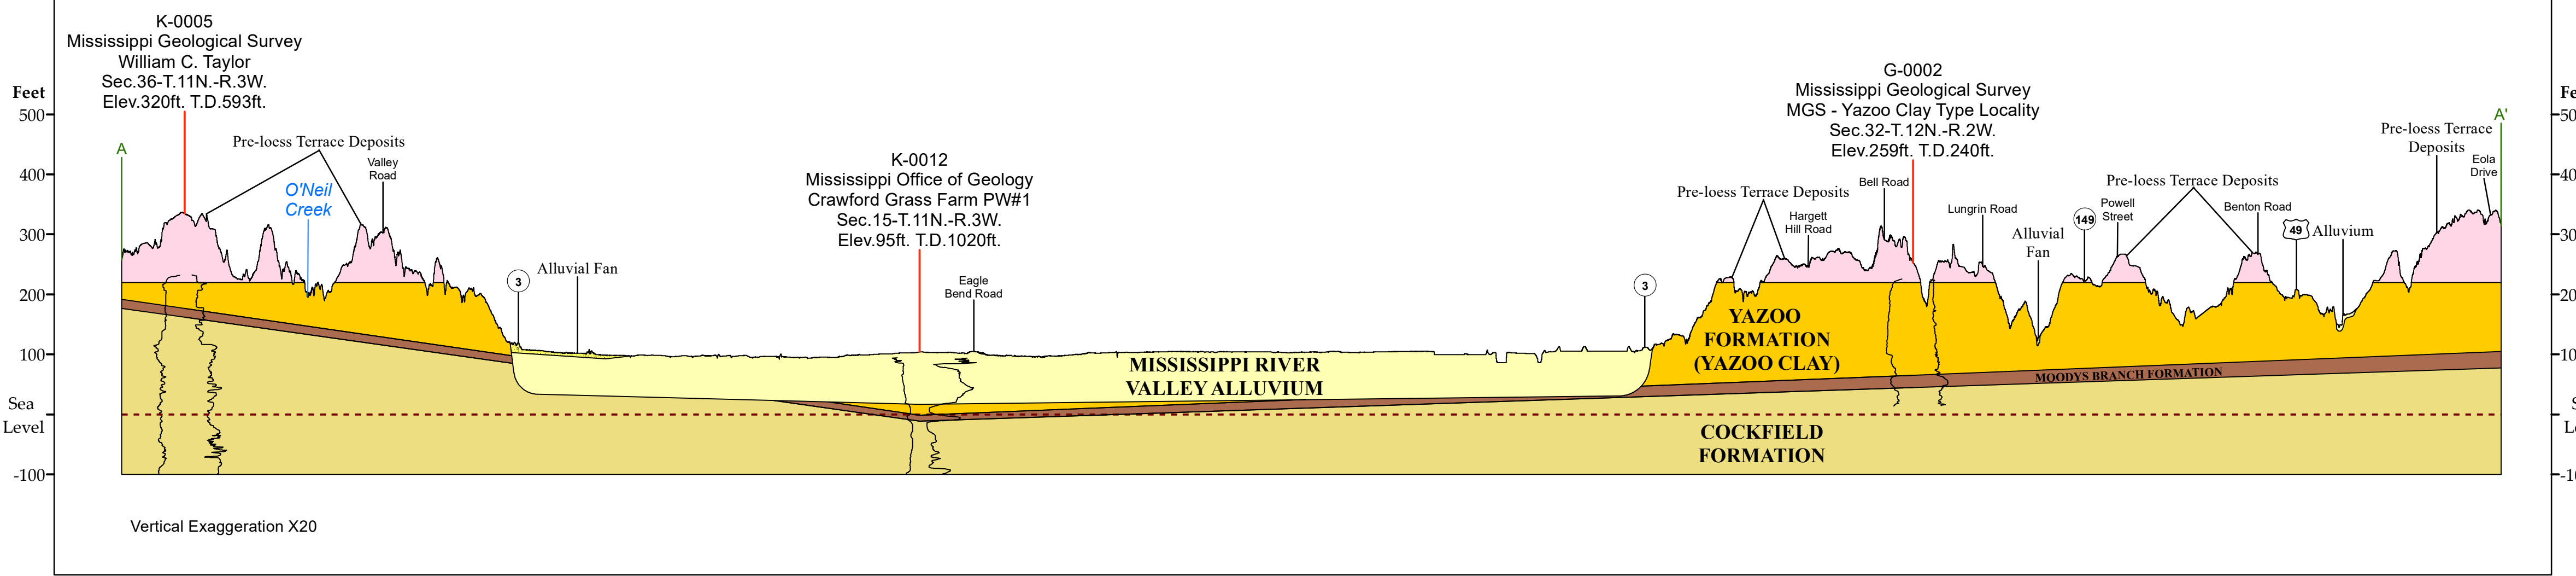 K-0005
Mississippi Geological Survey
William C. Taylor
Sec.36-T.11N.-R.3W.
Elev.320ft. T.D.593ft.
Feet
500
400
300
200
100
Sea
Level
-100
A
Pre-loess Terrace Deposits
O'Neil
Creek
Valley
Road
3
Alluvial Fan
K-0012
Mississippi Office of Geology
Crawford Grass Farm PW#1
Sec.15-T.11N.-R.3W.
Elev.95ft. T.D.1020ft.
Eagle
Bend Road
MISSISSIPPI RIVER
VALLEY ALLUVIUM
3
Pre-loess Terrace Deposits
Hargett
Hill Road
G-0002
Mississippi Geological Survey
MGS - Yazoo Clay Type Locality
Sec.32-T.12N.-R.2W.
Elev.259ft. T.D.240ft.
Bell Road
Lungrin Road
Alluvial
Fan
149
Powell
Street
Pre-loess Terrace Deposits
Benton Road
49
Alluvium
Pre-loess Terrace
Deposits
Eola
Drive
A'
YAZOO
FORMATION
(YAZOO CLAY)
MOODYS BRANCH FORMATION
COCKFIELD
FORMATION
Vertical Exaggeration X20